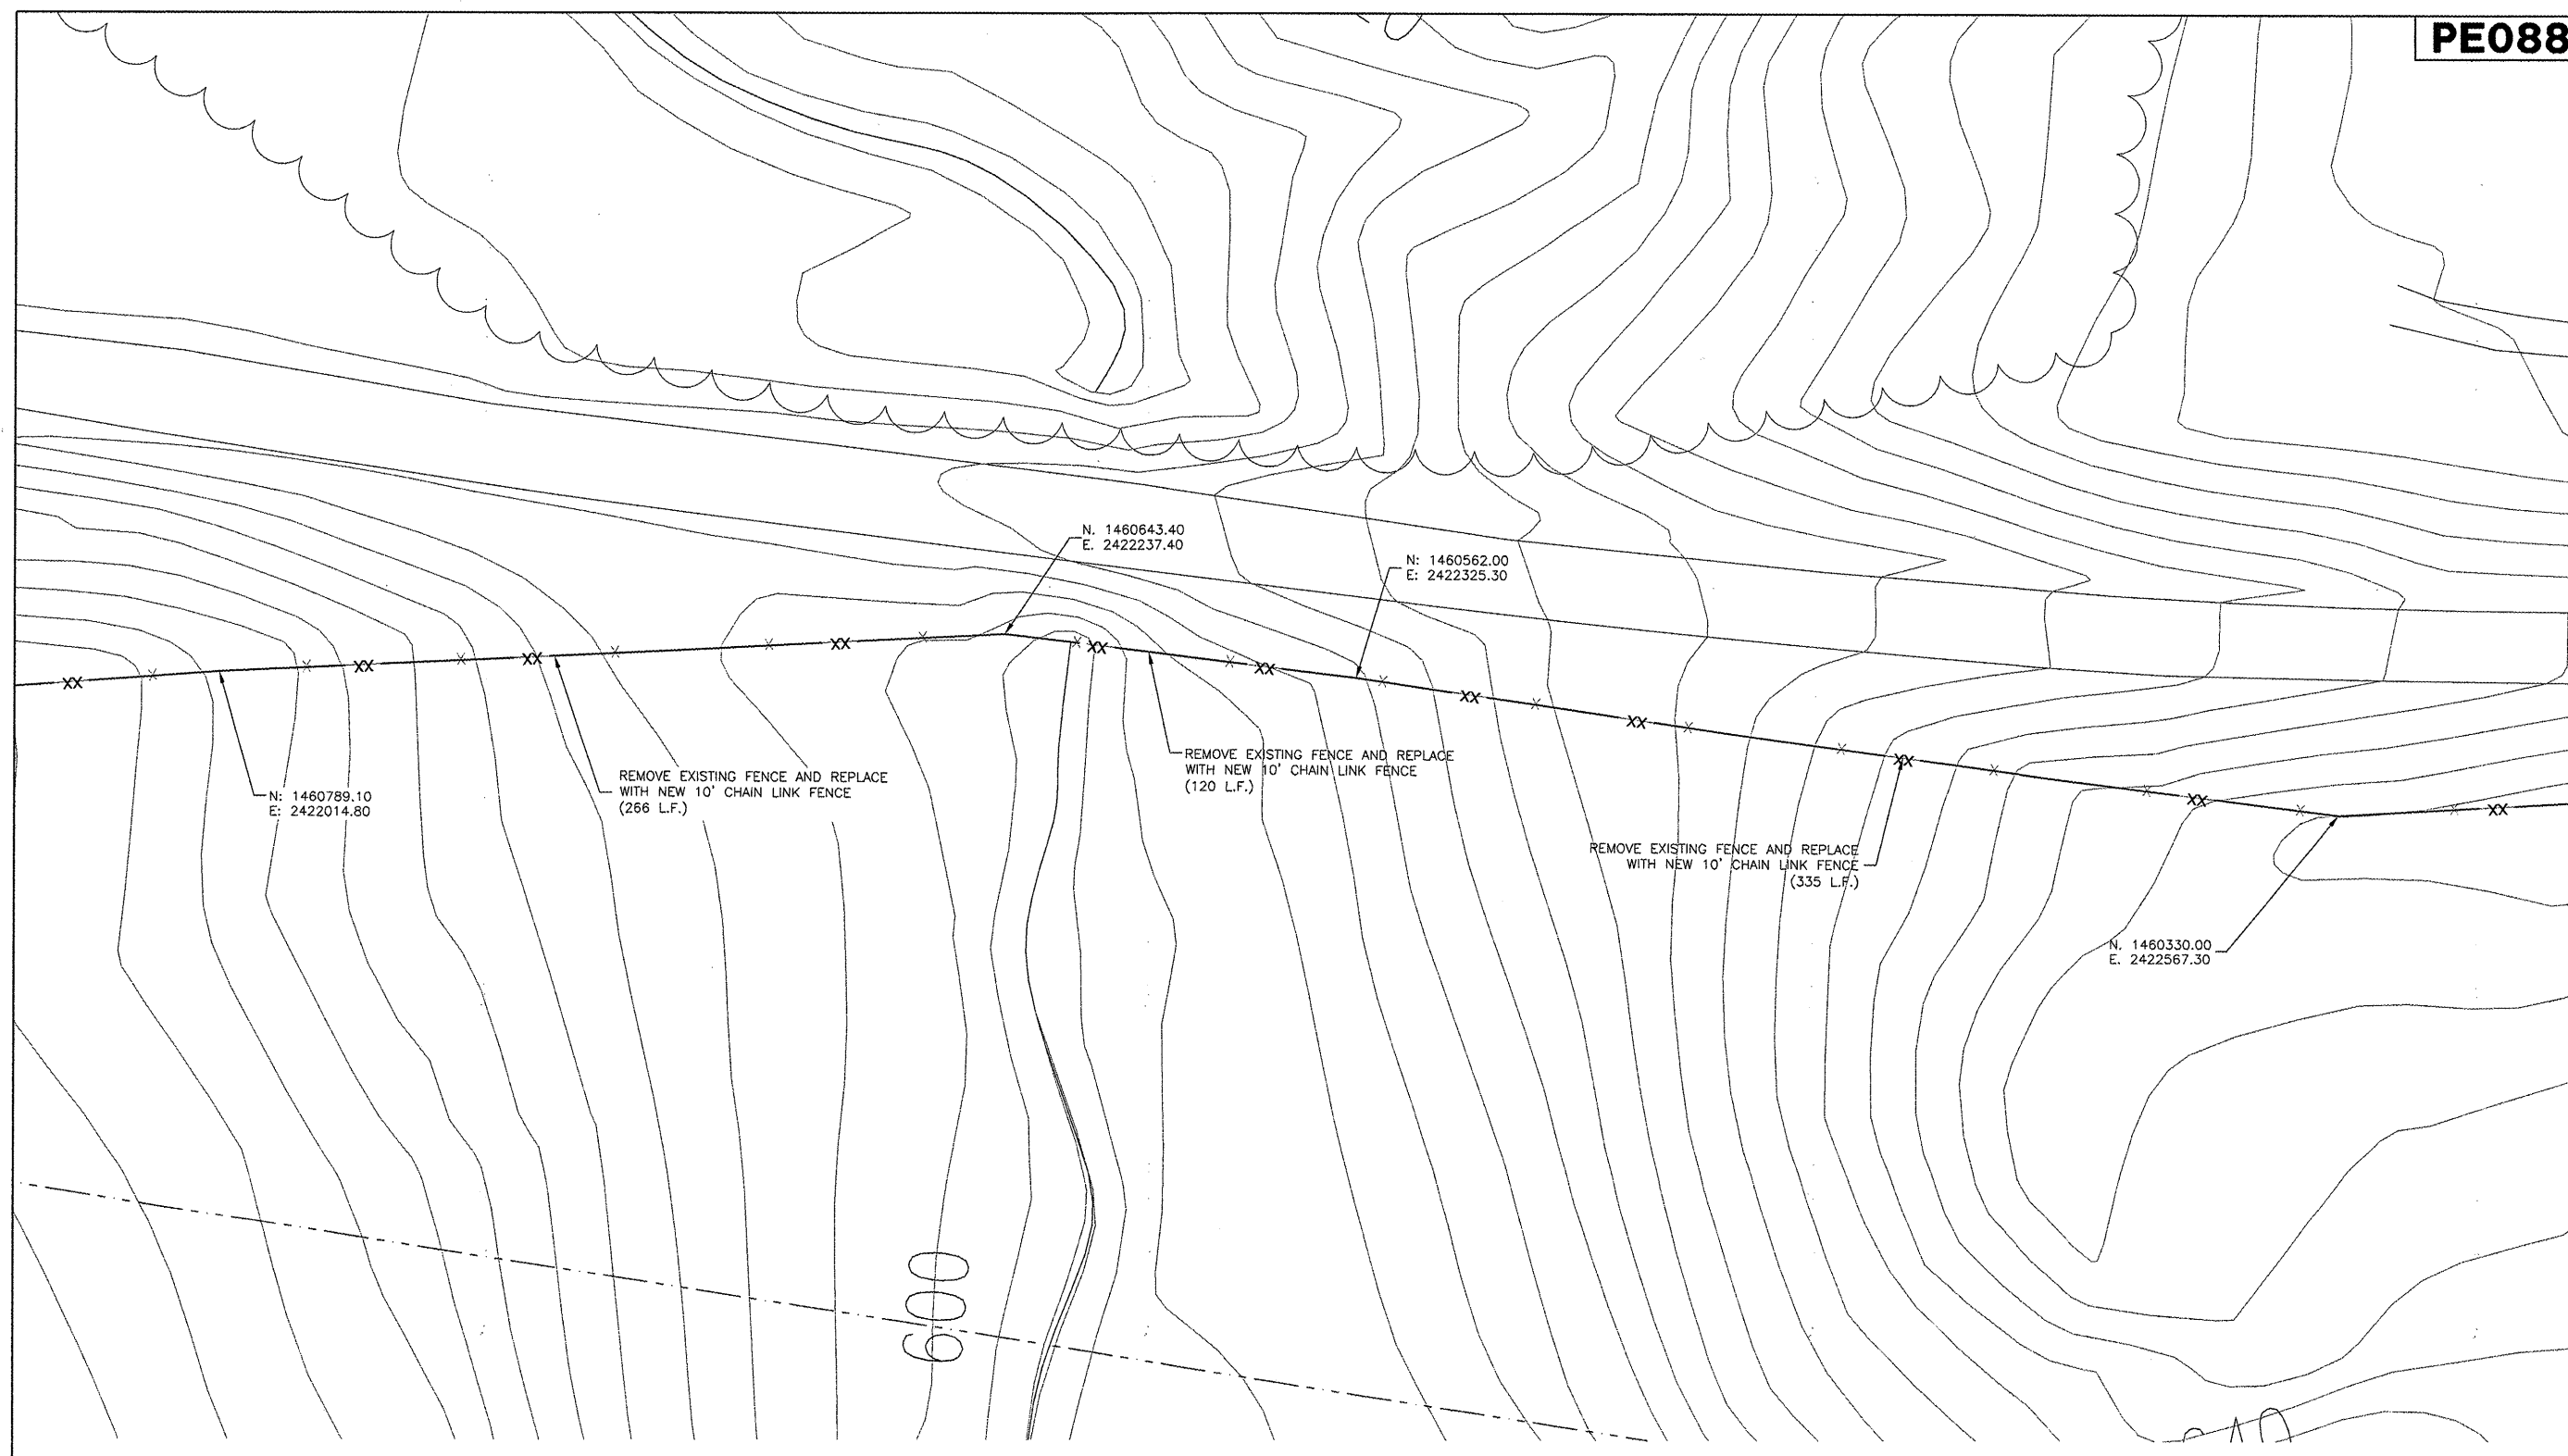 PE088
N. 1460643.40
E. 2422237.40
N: 1460562.00
E: 2422325.30
REMOVE EXISTING FENCE AND REPLACE
WITH NEW 10' CHAIN LINK FENCE
(120 L.F.)
REMOVE EXISTING FENCE AND REPLACE
WITH NEW 10' CHAIN LINK FENCE
(266 L.F.)
N: 1460789.10
E: 2422014.80
REMOVE EXISTING FENCE AND REPLACE
WITH NEW 10' CHAIN LINK FENCE
(335 L.F.)
N. 1460330.00
E. 2422567.30
600